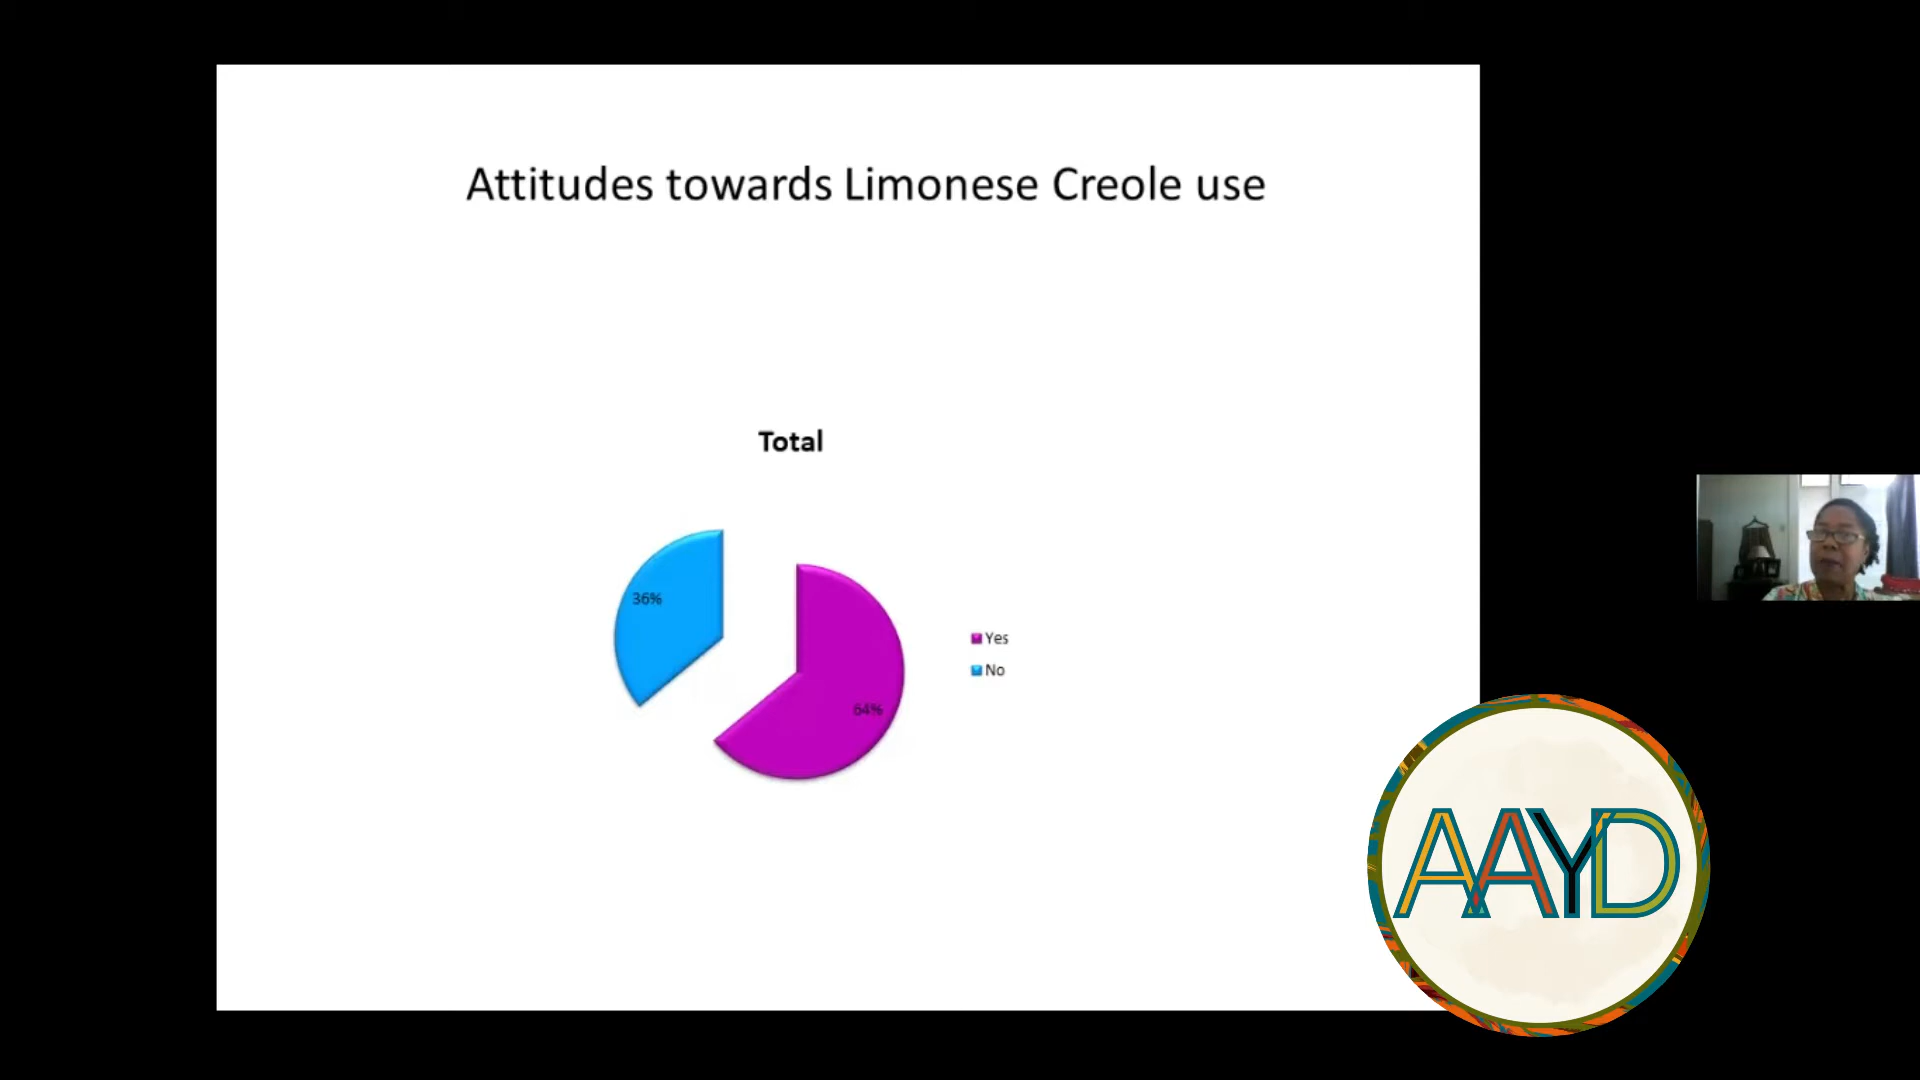 Attitudes towards Limonese Creole use
Total
36%
64%
Yes
No
AAYD